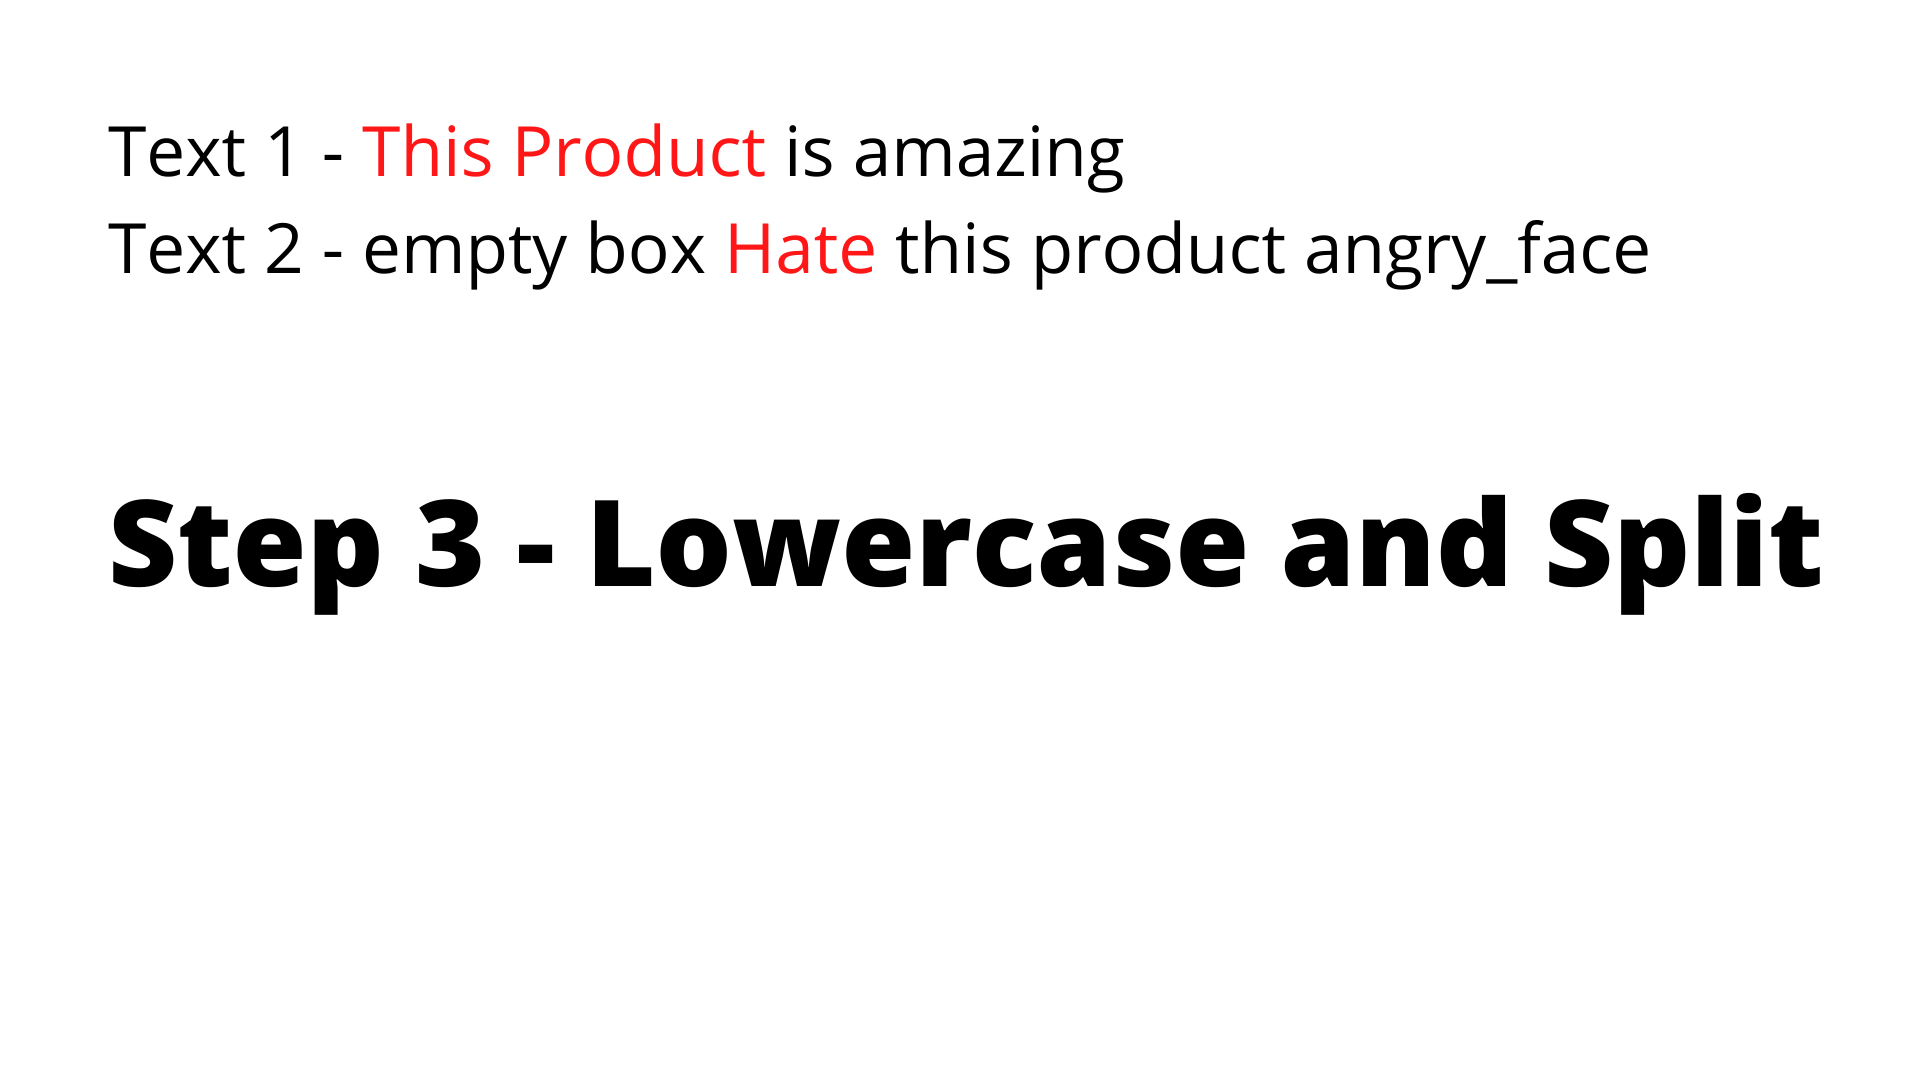 Text 1 - This Product is amazing
Text 2 - empty box Hate this product angry_face
Step 3 - Lowercase and Split